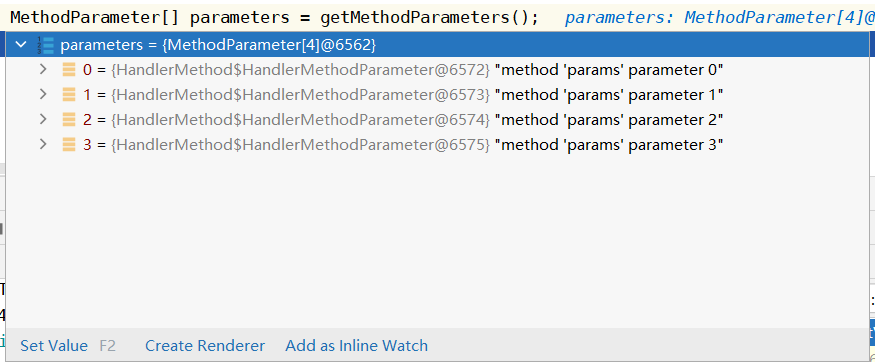 MethodParameter[] parameters = getMethodParameters(); parameters: MethodParameter[4]@
parameters = {MethodParameter[4]@6562}
0 = {HandlerMethod$HandlerMethodParameter@6572} "method 'params' parameter 0"
1 = {HandlerMethod$HandlerMethodParameter@6573} "method 'params' parameter 1"
2 = {HandlerMethod$HandlerMethodParameter@6574} "method 'params' parameter 2"
3 = {HandlerMethod$HandlerMethodParameter@6575} "method 'params' parameter 3"
Set Value F2 Create Renderer Add as Inline Watch